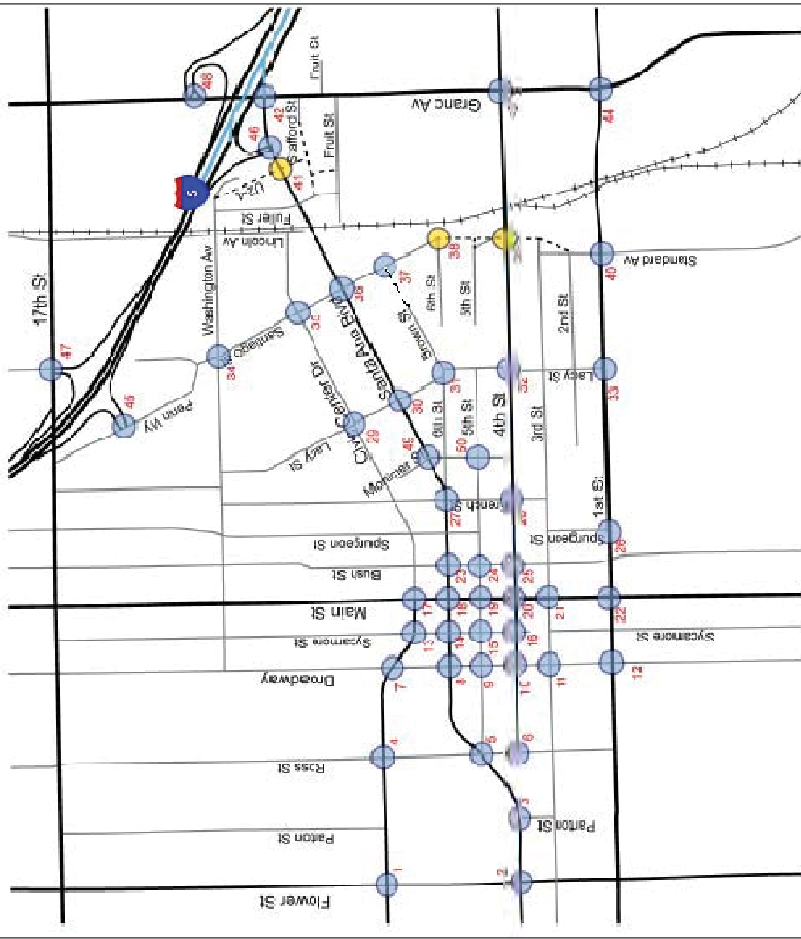 48
Fruit St
42
Stafford St
46
Fruit St
41
5
Fuller St
Grand Av
44
17th St
Washington Av
Lincoln Av
36
37
38
6th St
5th St
2nd St
40
Standard Av
47
Santiago
34
Santa Ana Blvd
Brown St
Civic Center Dr
45
Penn Wy
31
32
Lacy St
33
30
29
Lacy St
6th St
5th St
4th St
3rd St
49
50
27
French St
1st St
Spurgeon St
Spurgeon St
26
Bush St
23
24
25
Main St
17
18
19
20
21
22
Sycamore St
13
14
15
16
Sycamore St
Broadway
7
8
9
10
11
12
Ross St
4
5
6
Parton St
3
Parton St
Flower St
1
2